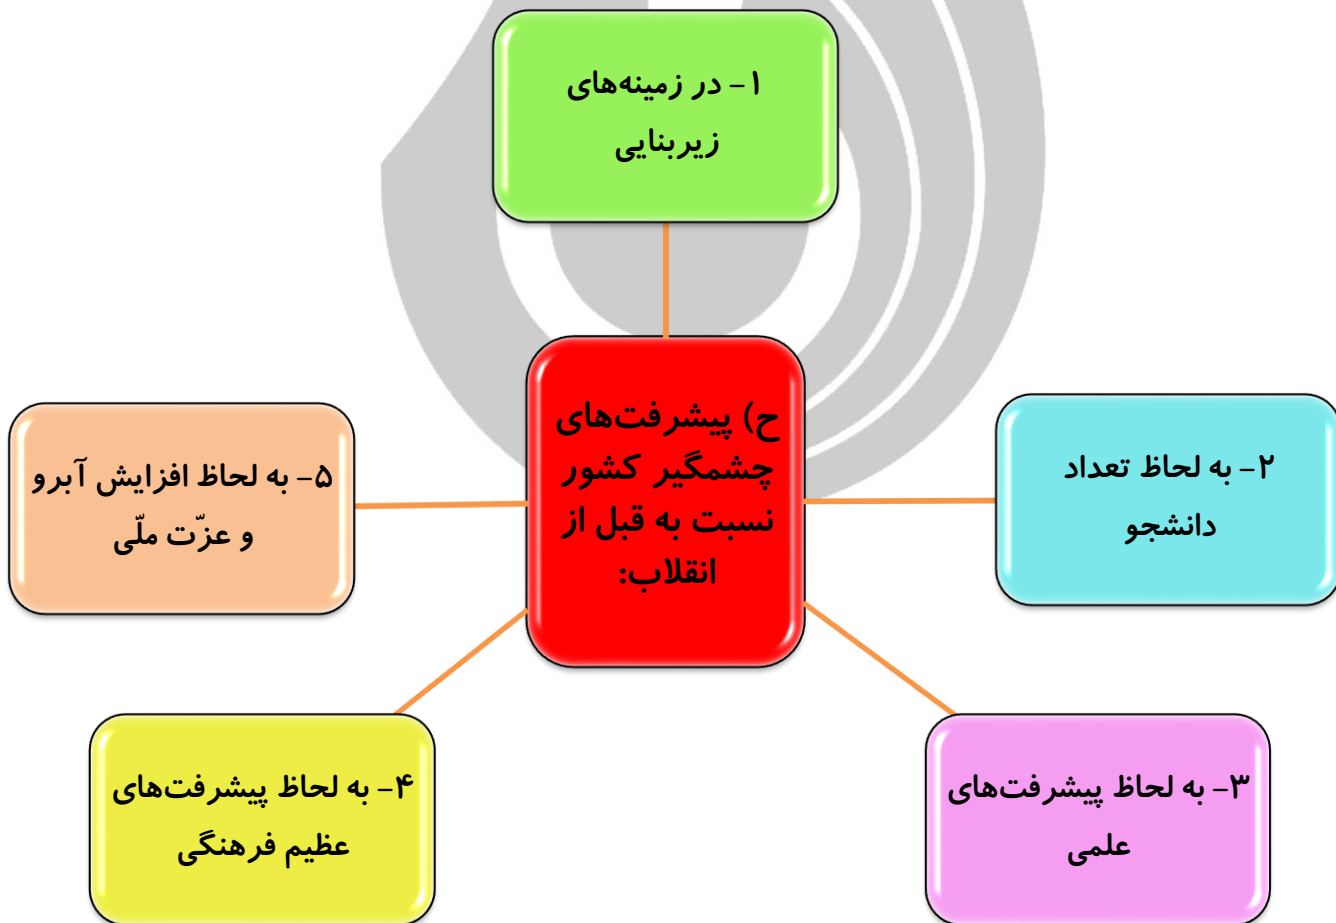 ۱- در زمینه‌های
زیربنایی
ح) پیشرفت‌های
چشمگیر کشور
نسبت به قبل از
انقلاب:
۲- به لحاظ تعداد
دانشجو
۳- به لحاظ پیشرفت‌های
علمی
۴- به لحاظ پیشرفت‌های
عظیم فرهنگی
۵- به لحاظ افزایش آبرو
و عزّت ملّی